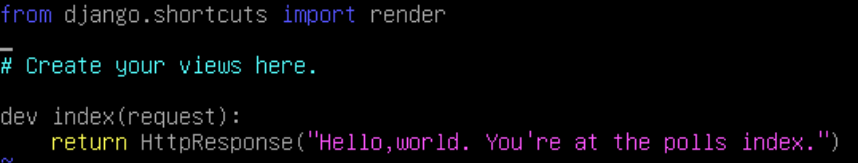 from django.shortcuts import render
# Create your views here.
dev index(request):
    return HttpResponse("Hello,world. You're at the polls index.")
~